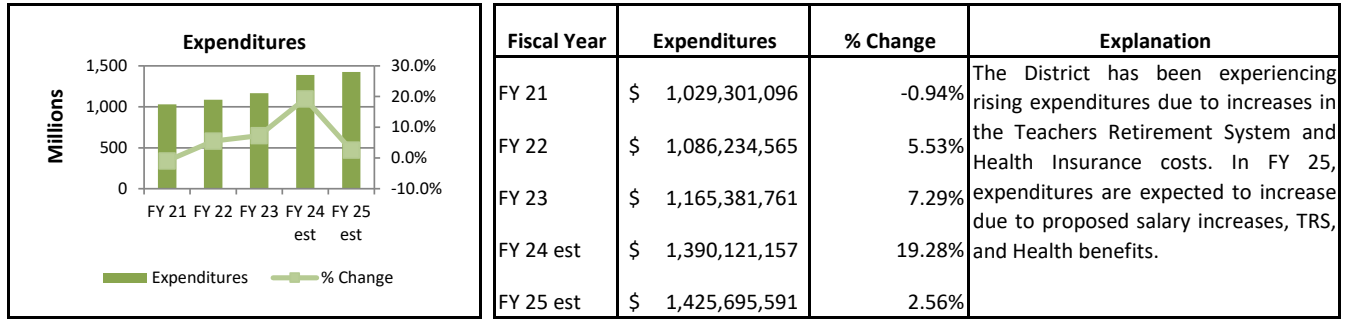 Expenditures
1,500
1,000
500
0
Millions
30.0%
20.0%
10.0%
0.0%
-10.0%
FY 21 FY 22 FY 23 FY 24 FY 25
est est
Expenditures % Change
Fiscal Year Expenditures % Change Explanation
FY 21 $ 1,029,301,096 -0.94%
FY 22 $ 1,086,234,565 5.53%
FY 23 $ 1,165,381,761 7.29%
FY 24 est $ 1,390,121,157 19.28%
FY 25 est $ 1,425,695,591 2.56%
The District has been experiencing
rising expenditures due to increases in
the Teachers Retirement System and
Health Insurance costs. In FY 25,
expenditures are expected to increase
due to proposed salary increases, TRS,
and Health benefits.